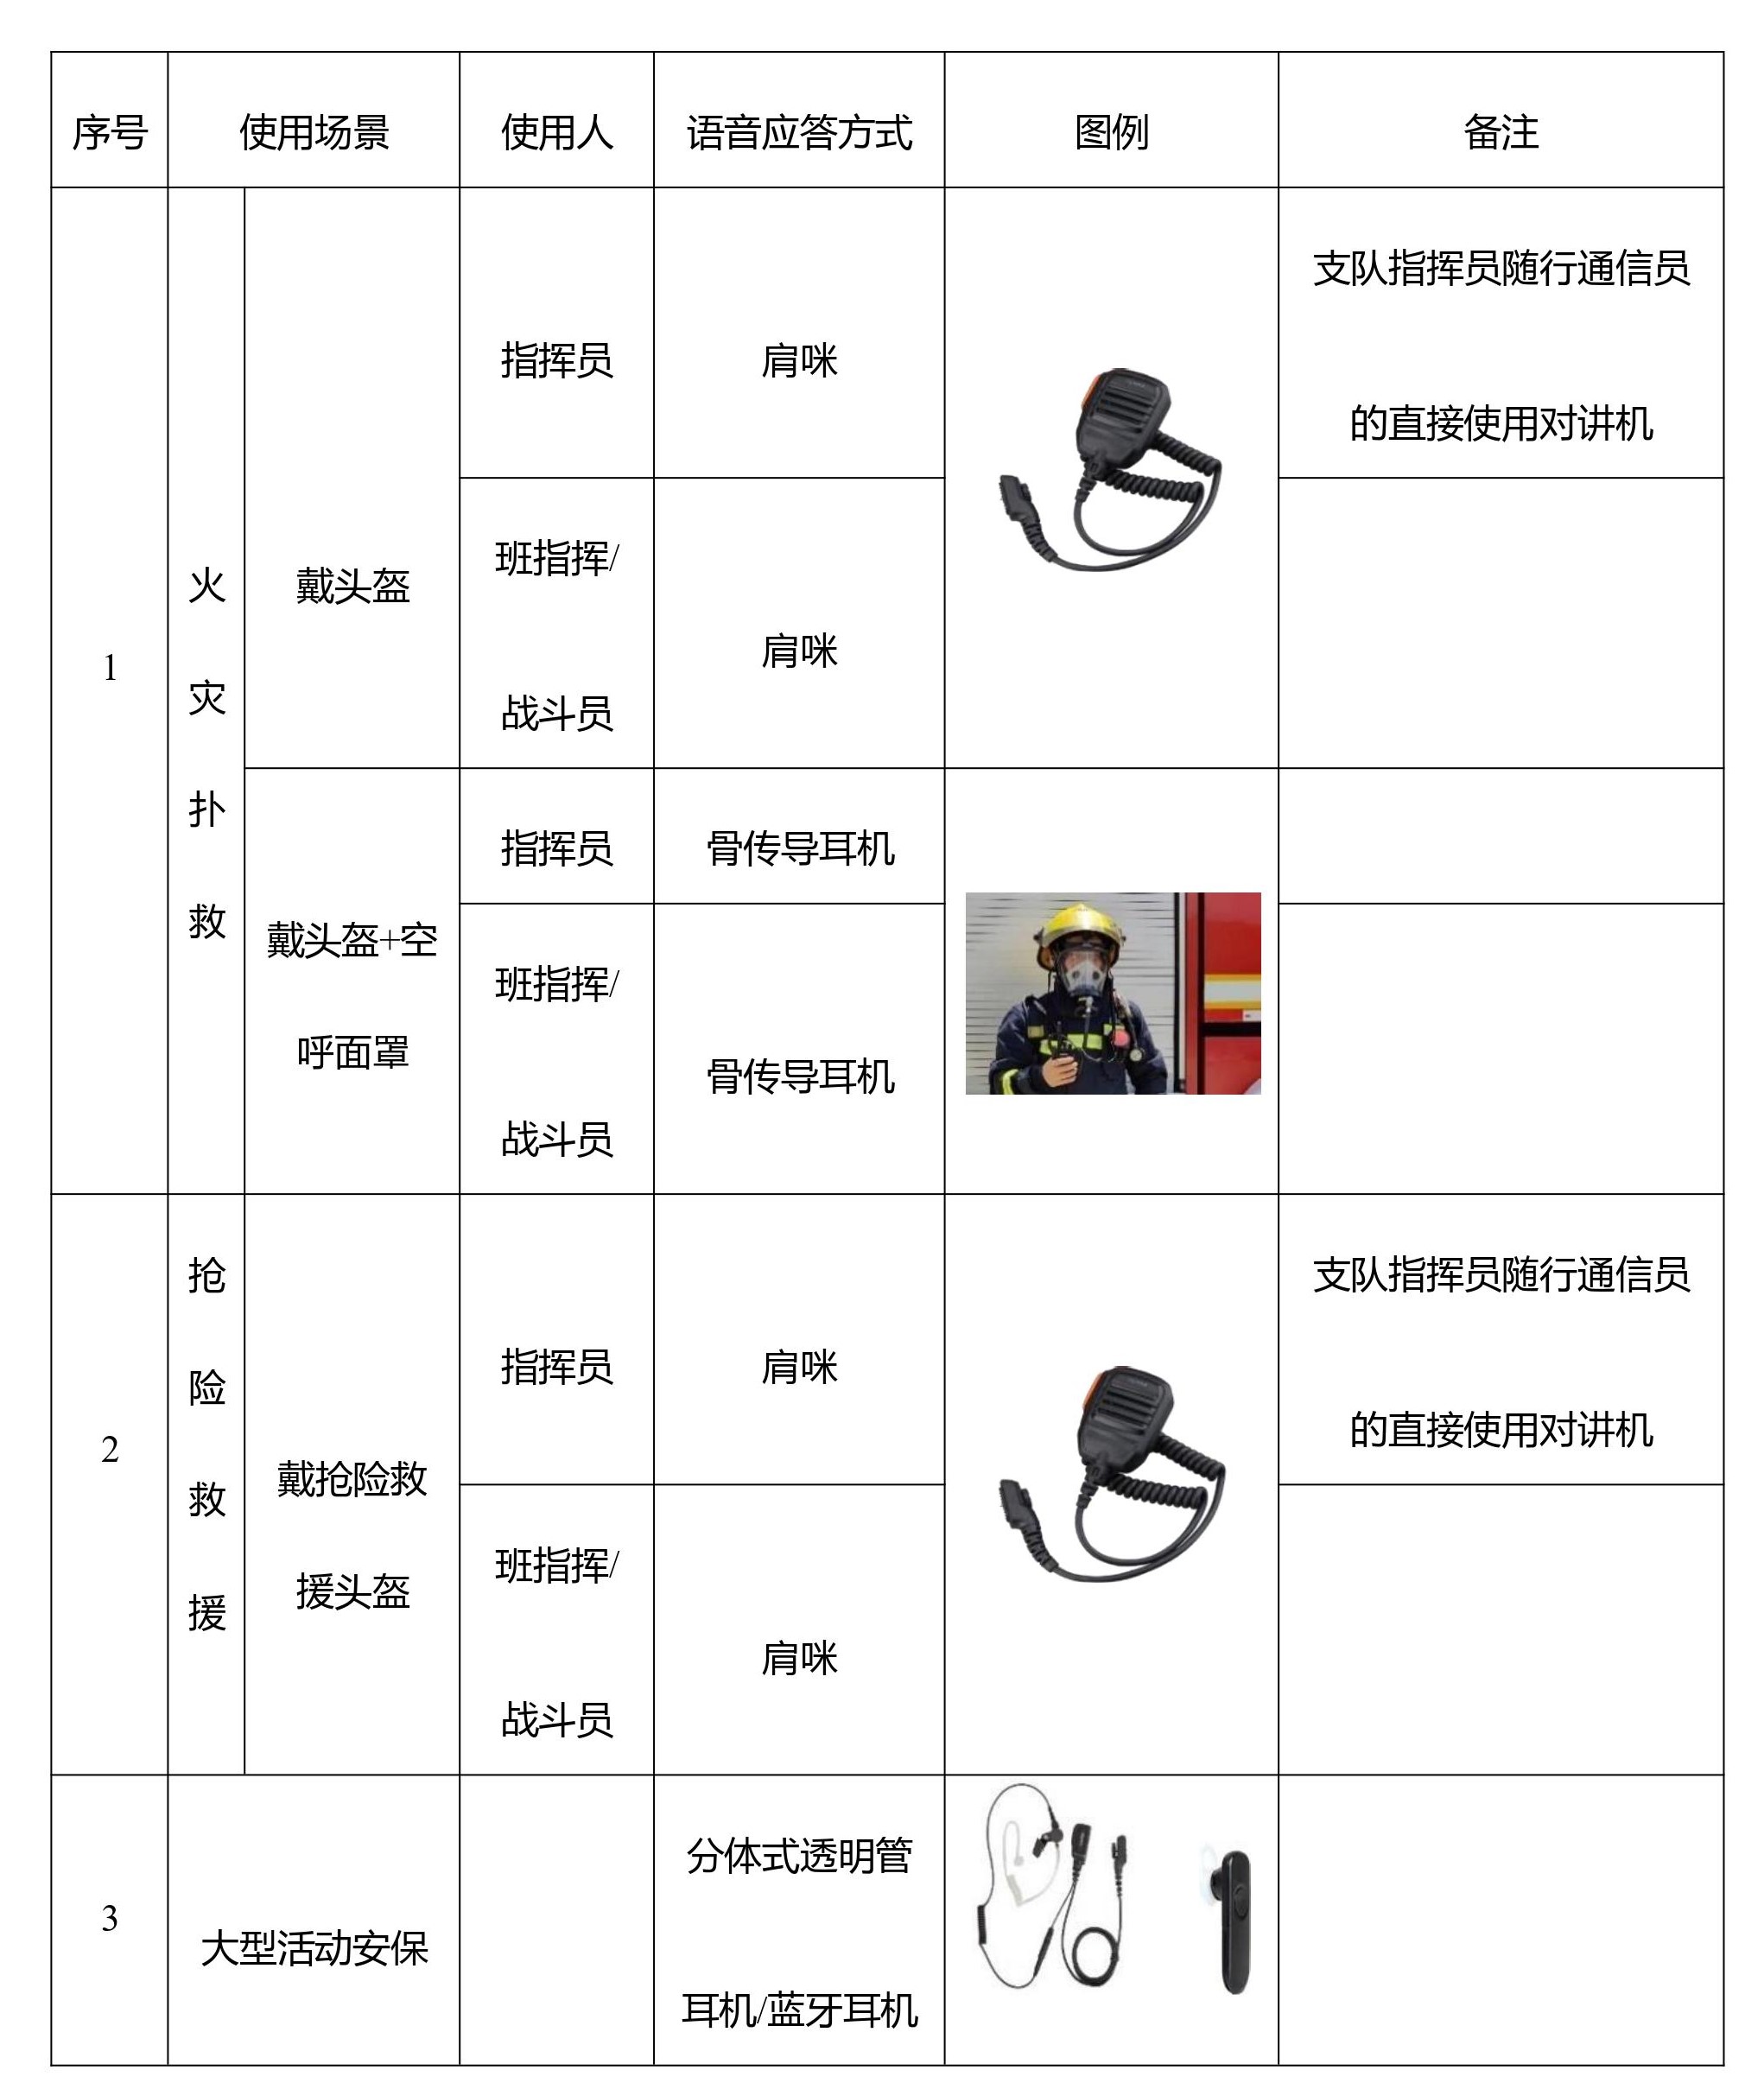 序号 使用场景 使用人 语音应答方式 图例 备注
1
火
灾
扑
救
戴头盔
指挥员
肩咪
支队指挥员随行通信员
的直接使用对讲机
班指挥/
战斗员
肩咪
戴头盔+空
呼面罩
指挥员
骨传导耳机
班指挥/
战斗员
骨传导耳机
2
抢
险
救
援
戴抢险救
援头盔
指挥员
肩咪
支队指挥员随行通信员
的直接使用对讲机
班指挥/
战斗员
肩咪
3
大型活动安保
分体式透明管
耳机/蓝牙耳机